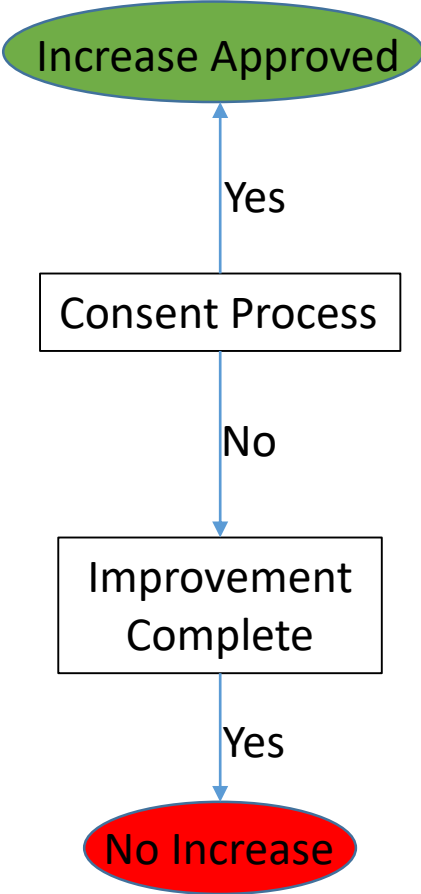 Increase Approved
Yes
Consent Process
No
Improvement
Complete
Yes
No Increase